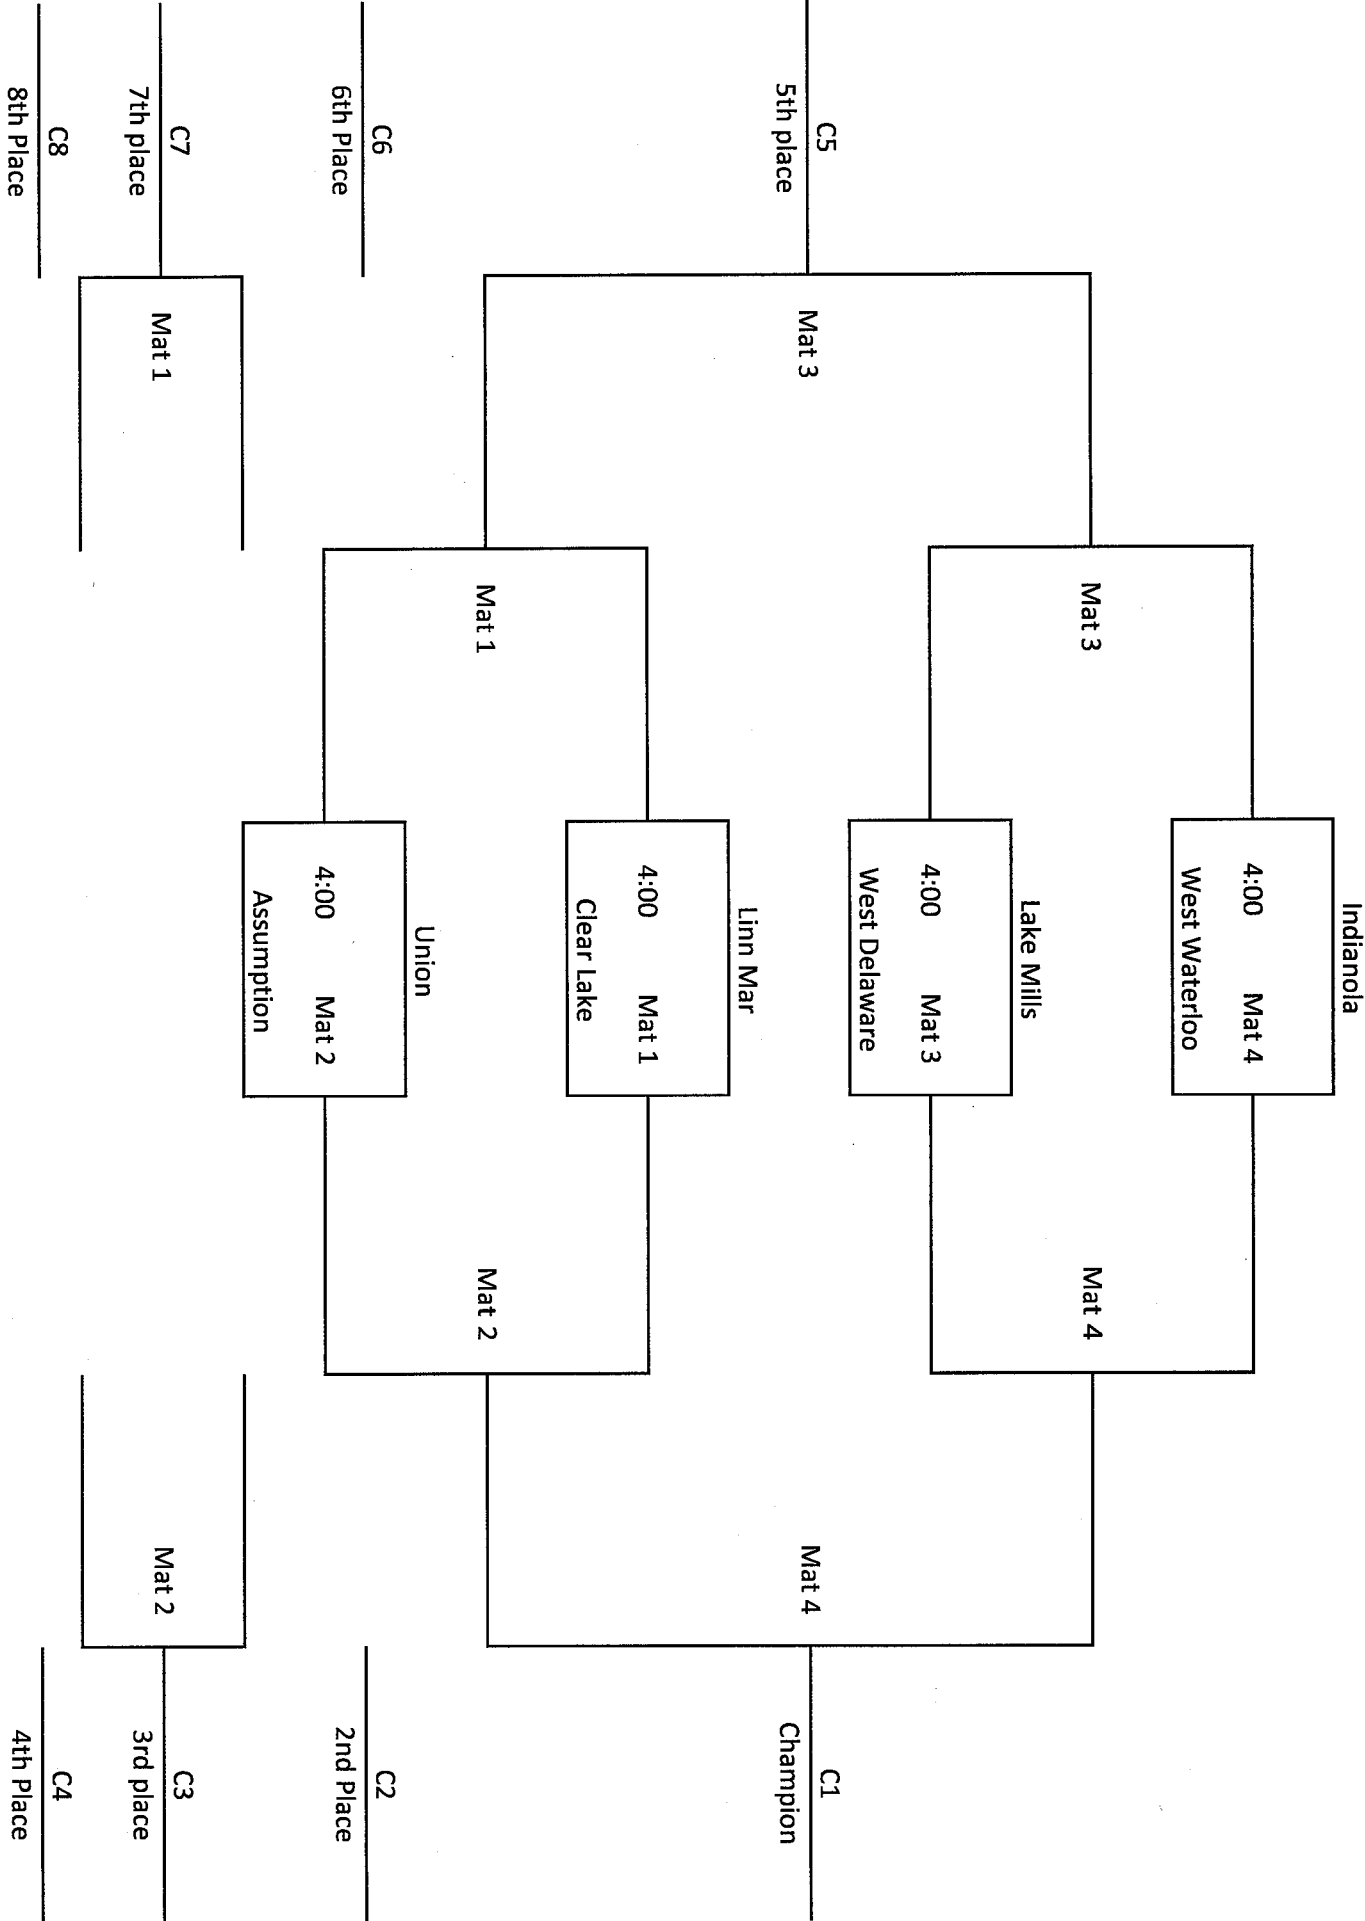 Indianola
4:00 Mat 4
West Waterloo
Mat 3
Mat 4
Lake Mills
4:00 Mat 3
West Delaware
C5
5th place
Mat 3
Mat 4
C1
Champion
Linn Mar
4:00 Mat 1
Clear Lake
Mat 1
Mat 2
Union
4:00 Mat 2
Assumption
C6
6th Place
C2
2nd Place
C7
7th place
Mat 1
Mat 2
C3
3rd place
C8
8th Place
C4
4th Place